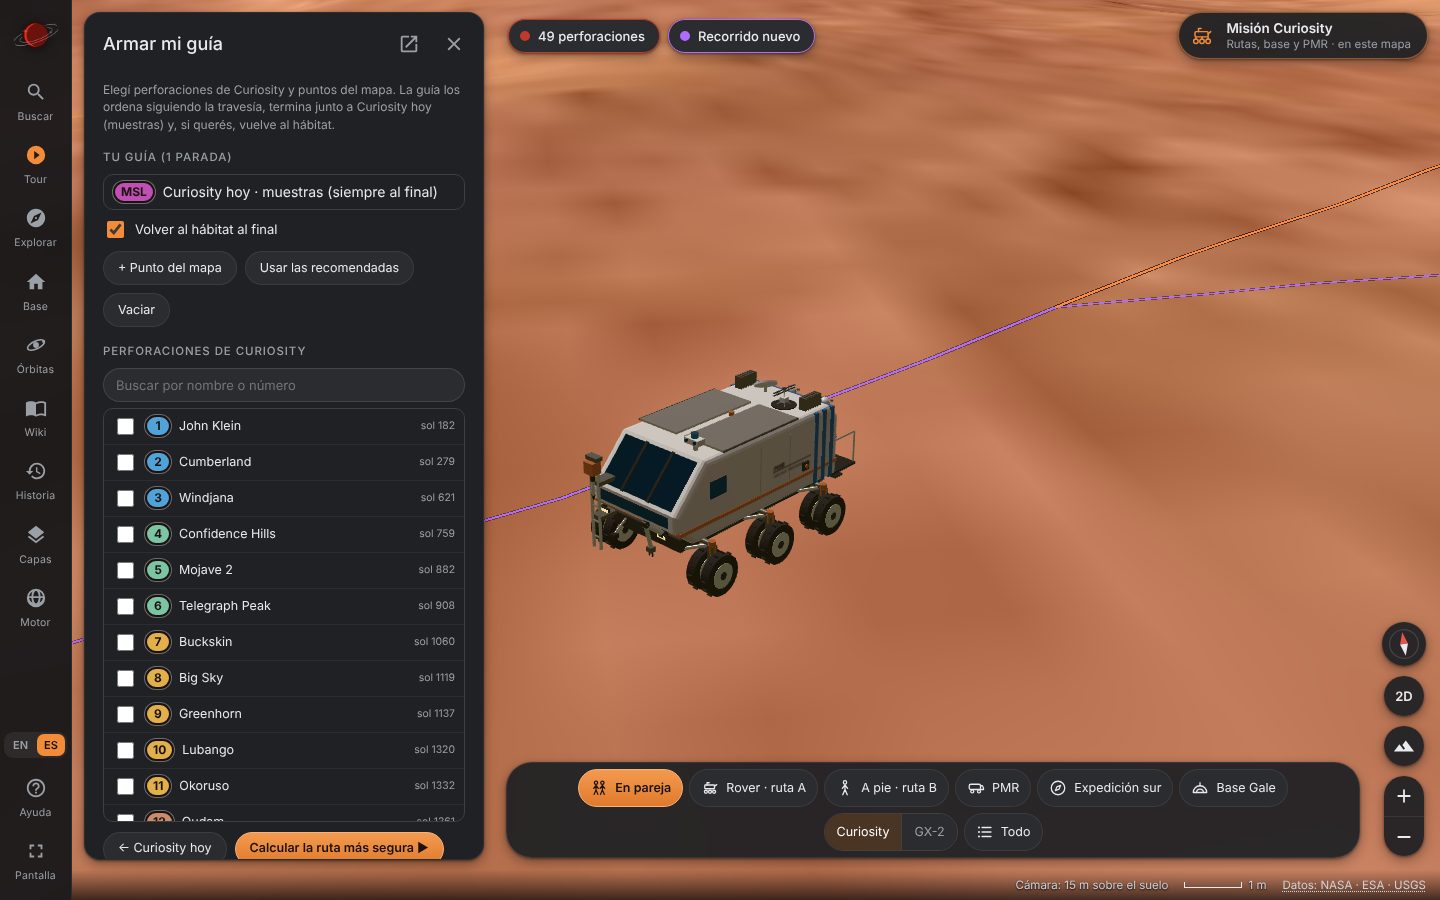 Buscar
Tour
Explorar
Base
Órbitas
Wiki
Historia
Capas
Motor
EN ES
Ayuda
Pantalla
Armar mi guía
Elegí perforaciones de Curiosity y puntos del mapa. La guía los
ordena siguiendo la travesía, termina junto a Curiosity hoy
(muestras) y, si querés, vuelve al hábitat.
TU GUÍA (1 PARADA)
MSL Curiosity hoy · muestras (siempre al final)
Volver al hábitat al final
+ Punto del mapa Usar las recomendadas
Vaciar
PERFORACIONES DE CURIOSITY
Buscar por nombre o número
1 John Klein sol 182
2 Cumberland sol 279
3 Windjana sol 621
4 Confidence Hills sol 759
5 Mojave 2 sol 882
6 Telegraph Peak sol 908
7 Buckskin sol 1060
8 Big Sky sol 1119
9 Greenhorn sol 1137
10 Lubango sol 1320
11 Okoruso sol 1332
← Curiosity hoy Calcular la ruta más segura ▶
49 perforaciones Recorrido nuevo
Misión Curiosity
Rutas, base y PMR · en este mapa
2D
+
−
En pareja Rover · ruta A A pie · ruta B PMR Expedición sur Base Gale
Curiosity GX-2 Todo
Cámara: 15 m sobre el suelo 1 m Datos: NASA · ESA · USGS